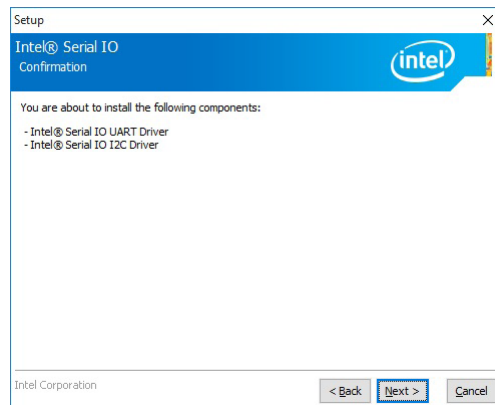 Setup
Intel® Serial IO
Confirmation
intel
You are about to install the following components:
- Intel® Serial IO UART Driver
- Intel® Serial IO I2C Driver
Intel Corporation
< Back Next > Cancel